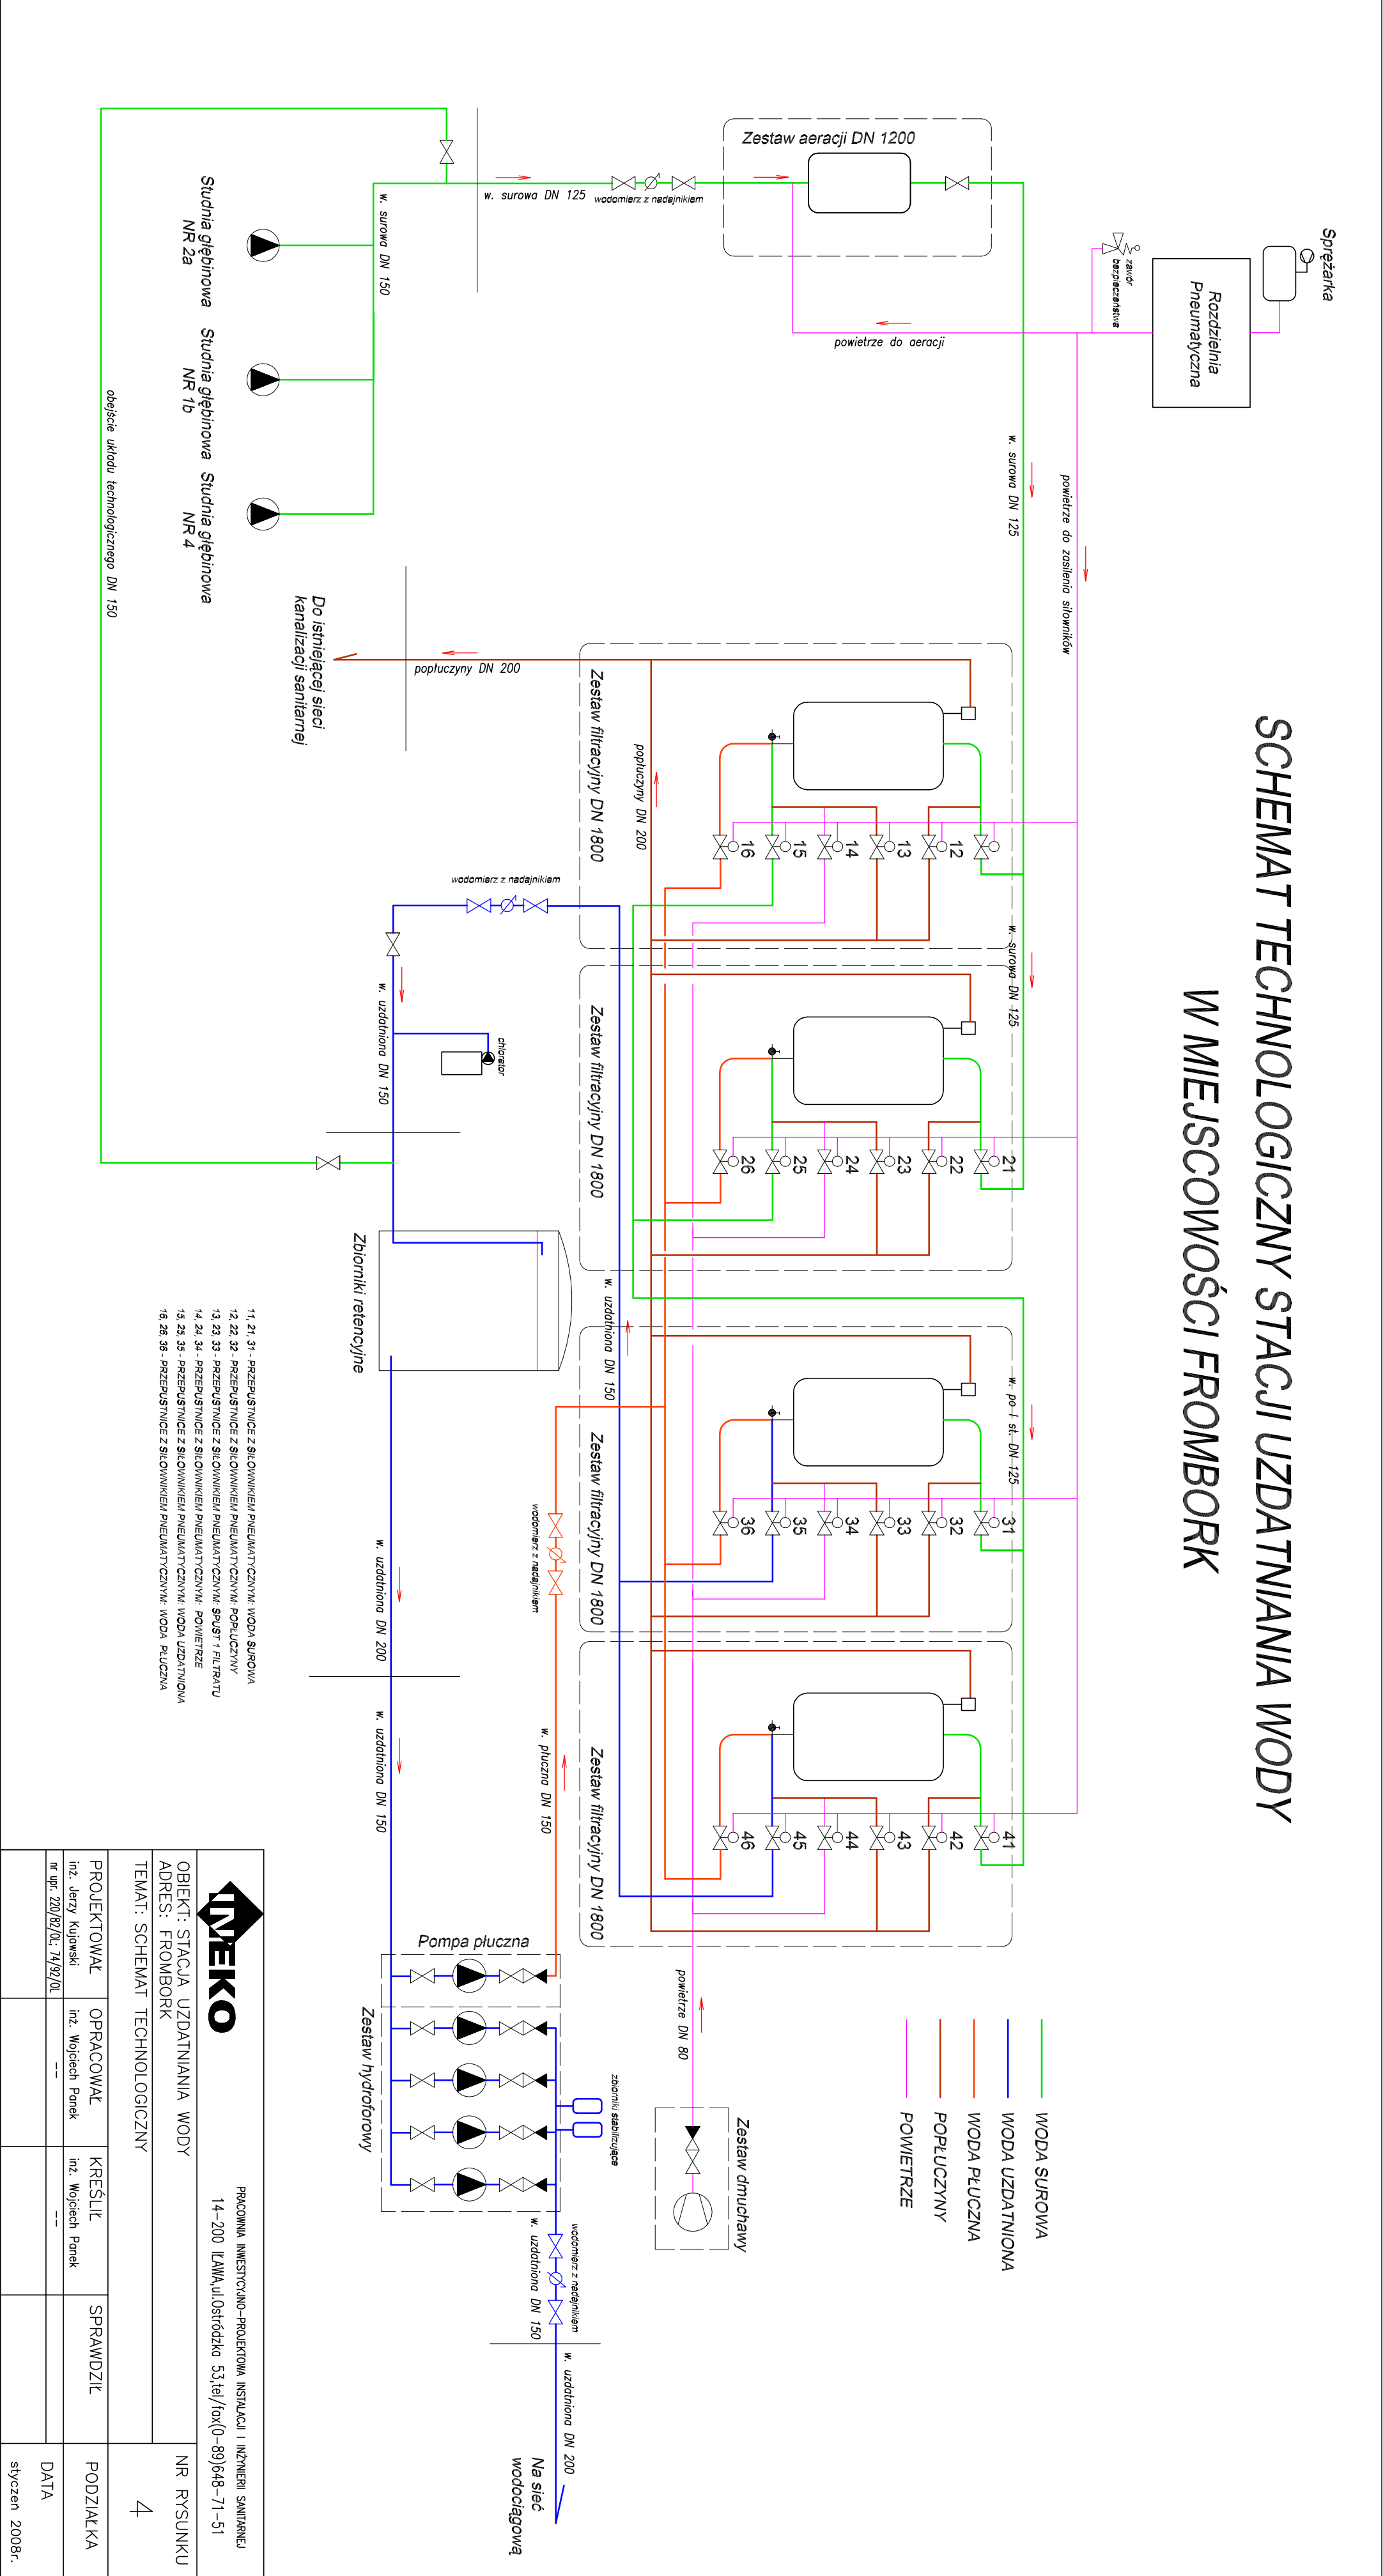 SCHEMAT TECHNOLOGICZNY STACJI UZDATNIANIA WODY
W MIEJSCOWOŚCI FROMBORK
Sprężarka
Rozdzielnia
Pneumatyczna
zawór
bezpieczeństwa
powietrze do zasilenia siłowników
powietrze do aeracji
w. surowa DN 125
w. surowa DN 125
w. po I st. DN 125
Zestaw aeracji DN 1200
wodomierz z nadajnikiem
w. surowa DN 125
w. surowa DN 150
Studnia głębinowa
NR 2a
Studnia głębinowa
NR 1b
Studnia głębinowa
NR 4
obejście układu technologicznego DN 150
Do istniejącej sieci
kanalizacji sanitarnej
popłuczyny DN 200
popłuczyny DN 200
12
13
14
15
16
Zestaw filtracyjny DN 1800
21
22
23
24
25
26
Zestaw filtracyjny DN 1800
31
32
33
34
35
36
Zestaw filtracyjny DN 1800
41
42
43
44
45
46
Zestaw filtracyjny DN 1800
w. uzdatniona DN 150
wodomierz z nadajnikiem
w. uzdatniona DN 150
chlorator
Zbiorniki retencyjne
w. uzdatniona DN 200
w. uzdatniona DN 150
wodomierz z nadajnikiem
w. płuczna DN 150
Pompa płuczna
Zestaw hydroforowy
zbiorniki stabilizujące
powietrze DN 80
Zestaw dmuchawy
wodomierz z nadajnikiem
w. uzdatniona DN 150
w. uzdatniona DN 200
Na sieć
wodociągową
WODA SUROWA
WODA UZDATNIONA
WODA PŁUCZNA
POPŁUCZYNY
POWIETRZE
11, 21, 31 - PRZEPUSTNICE Z SIŁOWNIKIEM PNEUMATYCZNYM: WODA SUROWA
12, 22, 32 - PRZEPUSTNICE Z SIŁOWNIKIEM PNEUMATYCZNYM: POPŁUCZYNY
13, 23, 33 - PRZEPUSTNICE Z SIŁOWNIKIEM PNEUMATYCZNYM: SPUST 1 FILTRATU
14, 24, 34 - PRZEPUSTNICE Z SIŁOWNIKIEM PNEUMATYCZNYM: POWIETRZE
15, 25, 35 - PRZEPUSTNICE Z SIŁOWNIKIEM PNEUMATYCZNYM: WODA UZDATNIONA
16, 26, 36 - PRZEPUSTNICE Z SIŁOWNIKIEM PNEUMATYCZNYM: WODA PŁUCZNA
INEKO
PRACOWNIA INWESTYCYJNO-PROJEKTOWA INSTALACJI I INŻYNIERII SANITARNEJ
14-200 IŁAWA,ul.Ostródzka 53,tel/fax(0-89)648-71-51
OBIEKT: STACJA UZDATNIANIA WODY
ADRES: FROMBORK
NR RYSUNKU
TEMAT: SCHEMAT TECHNOLOGICZNY
4
PROJEKTOWAŁ
OPRACOWAŁ
KREŚLIŁ
SPRAWDZIŁ
PODZIAŁKA
inż. Jerzy Kujawski
inż. Wojciech Panek
inż. Wojciech Panek
nr upr. 220/82/OL; 74/92/OL
--
--
DATA
styczeń 2008r.